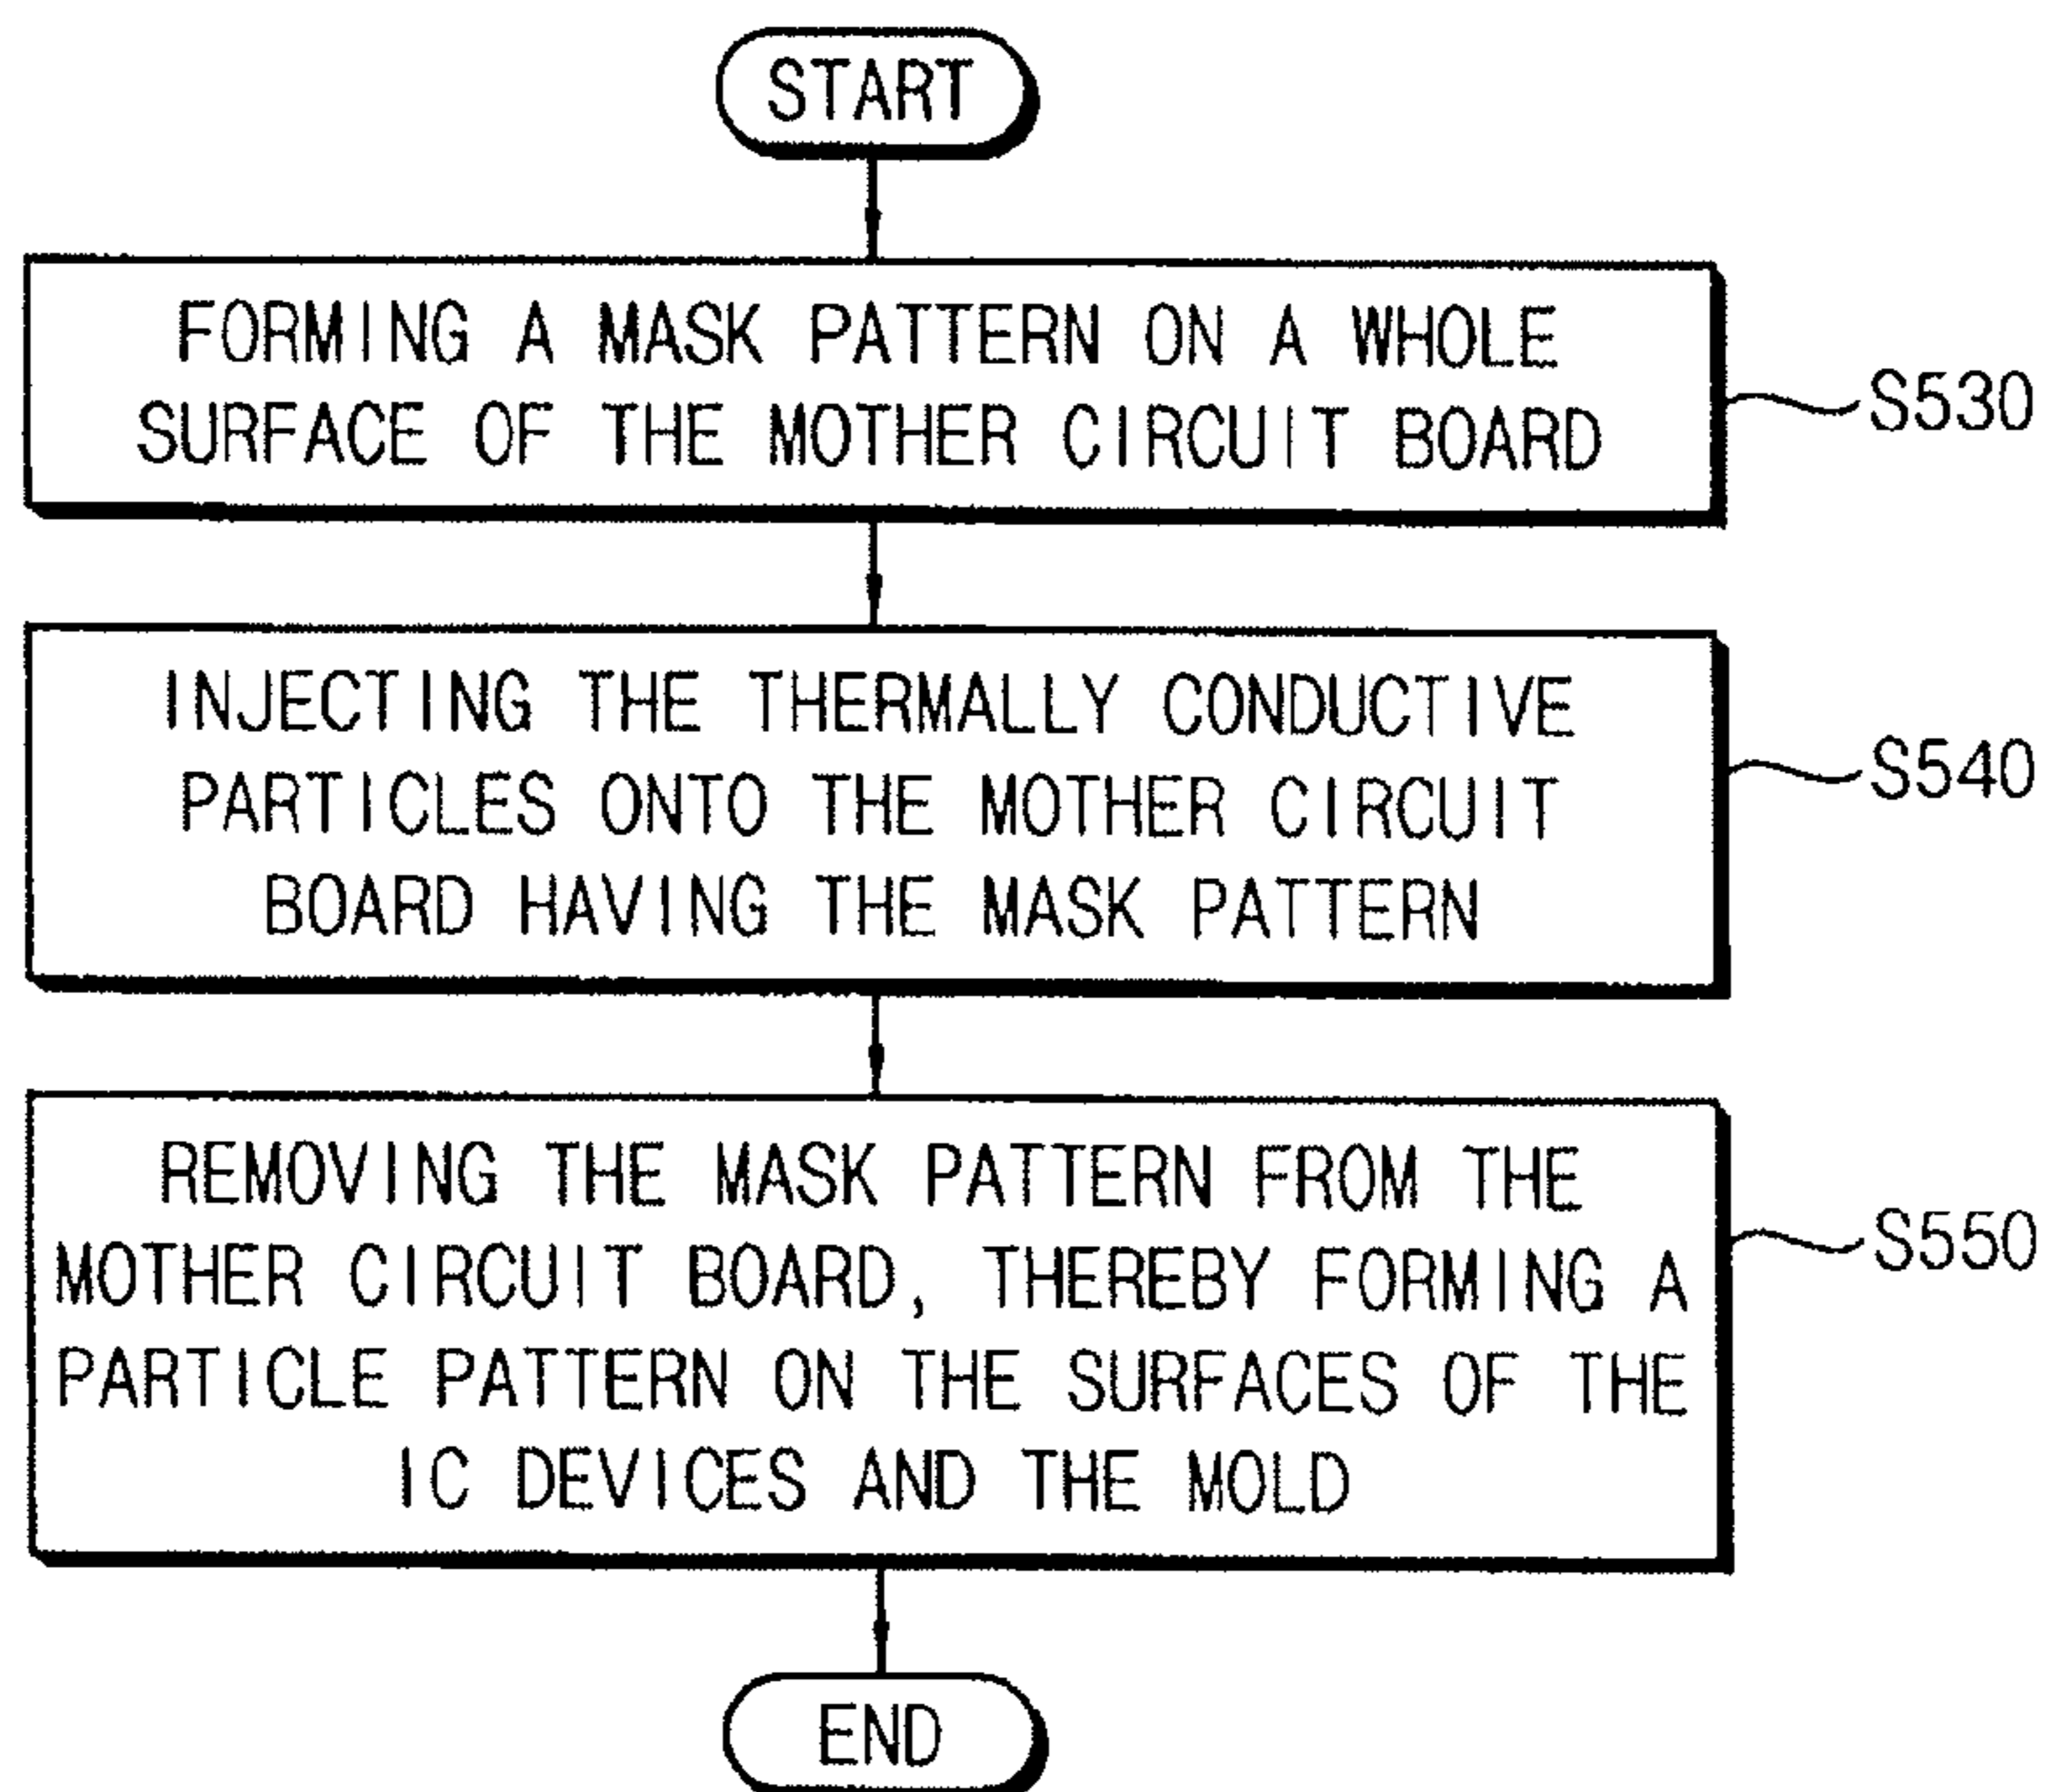 START
FORMING A MASK PATTERN ON A WHOLE
SURFACE OF THE MOTHER CIRCUIT BOARD
S530
INJECTING THE THERMALLY CONDUCTIVE
PARTICLES ONTO THE MOTHER CIRCUIT
BOARD HAVING THE MASK PATTERN
S540
REMOVING THE MASK PATTERN FROM THE
MOTHER CIRCUIT BOARD, THEREBY FORMING A
PARTICLE PATTERN ON THE SURFACES OF THE
IC DEVICES AND THE MOLD
S550
END